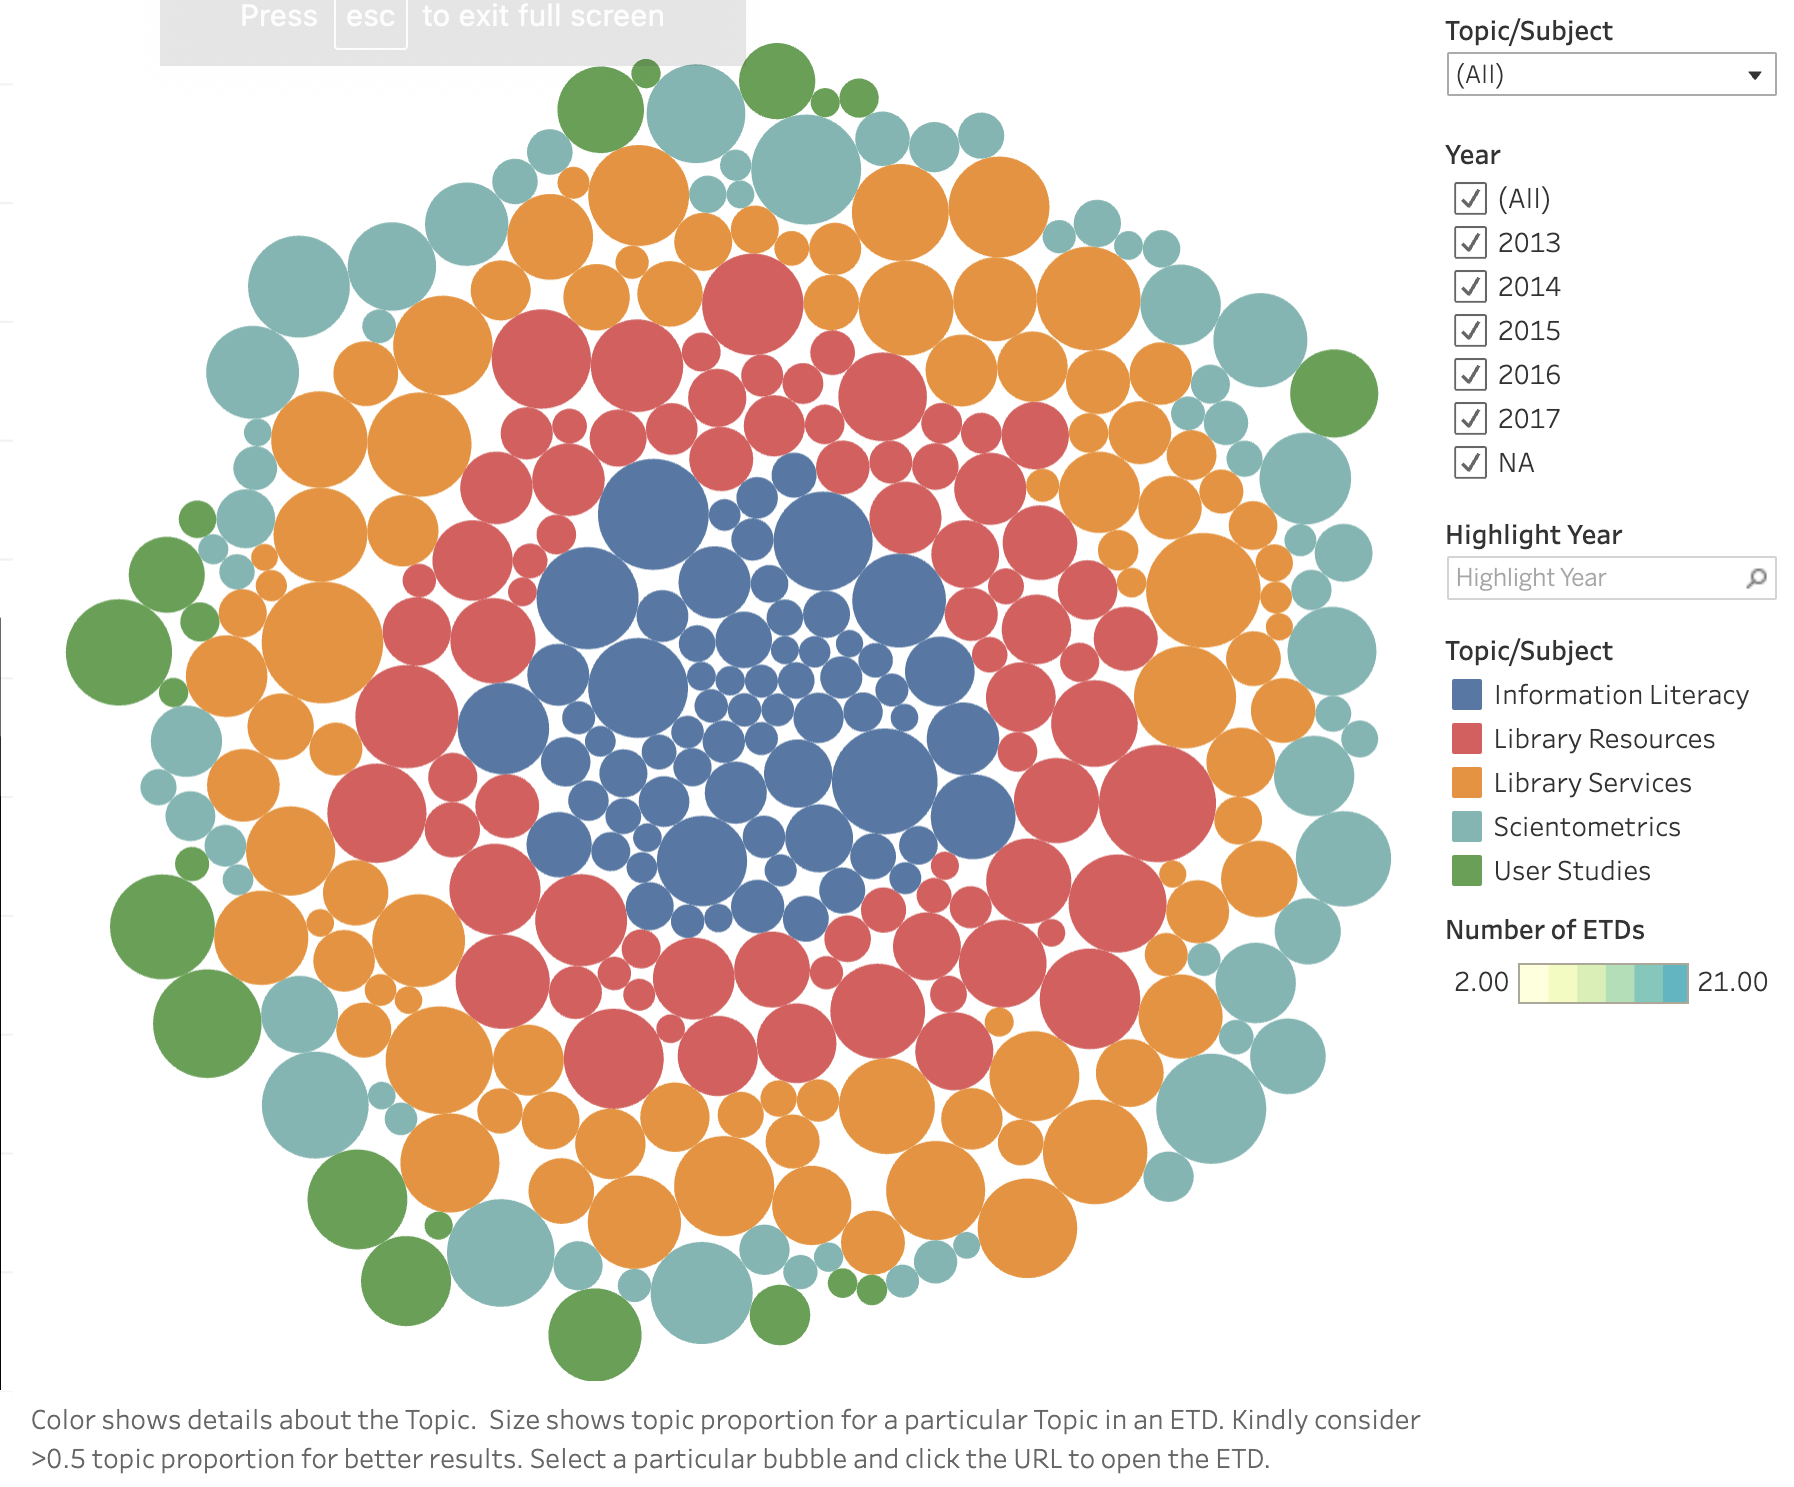 Press esc to exit full screen
Topic/Subject
(All)
Year
(All)
2013
2014
2015
2016
2017
NA
Highlight Year
Highlight Year
Topic/Subject
Information Literacy
Library Resources
Library Services
Scientometrics
User Studies
Number of ETDs
2.00 21.00
Color shows details about the Topic.  Size shows topic proportion for a particular Topic in an ETD. Kindly consider
>0.5 topic proportion for better results. Select a particular bubble and click the URL to open the ETD.